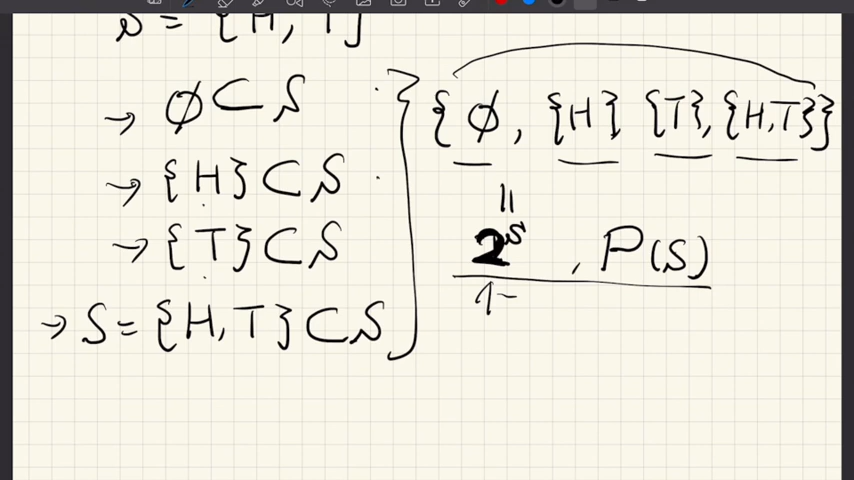 S = {H, T}
→ ∅ ⊂ S
→ {H} ⊂ S
→ {T} ⊂ S
→ S = {H, T} ⊂ S
{ ∅, {H} {T}, {H,T}}
=
2^S , P(S)